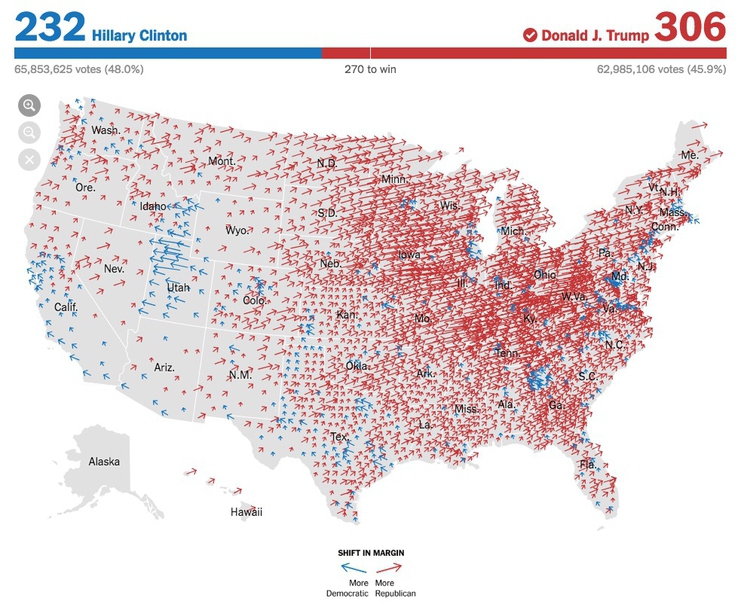 232 Hillary Clinton
Donald J. Trump 306
65,853,625 votes (48.0%)
270 to win
62,985,106 votes (45.9%)
Wash.
Mont.
N.D.
Minn.
Me.
Ore.
Idaho
Wyo.
S.D.
Wis.
Mich.
Vt.
N.H.
N.Y.
Mass.
Conn.
Nev.
Utah
Colo.
Neb.
Iowa
Ill.
Ind.
Ohio
Pa.
N.J.
Md.
W.Va.
Va.
Calif.
Kan.
Mo.
Ky.
Ariz.
N.M.
Okla.
Ark.
Tenn.
N.C.
S.C.
Tex.
La.
Miss.
Ala.
Ga.
Fla.
Alaska
Hawaii
SHIFT IN MARGIN
More Democratic
More Republican